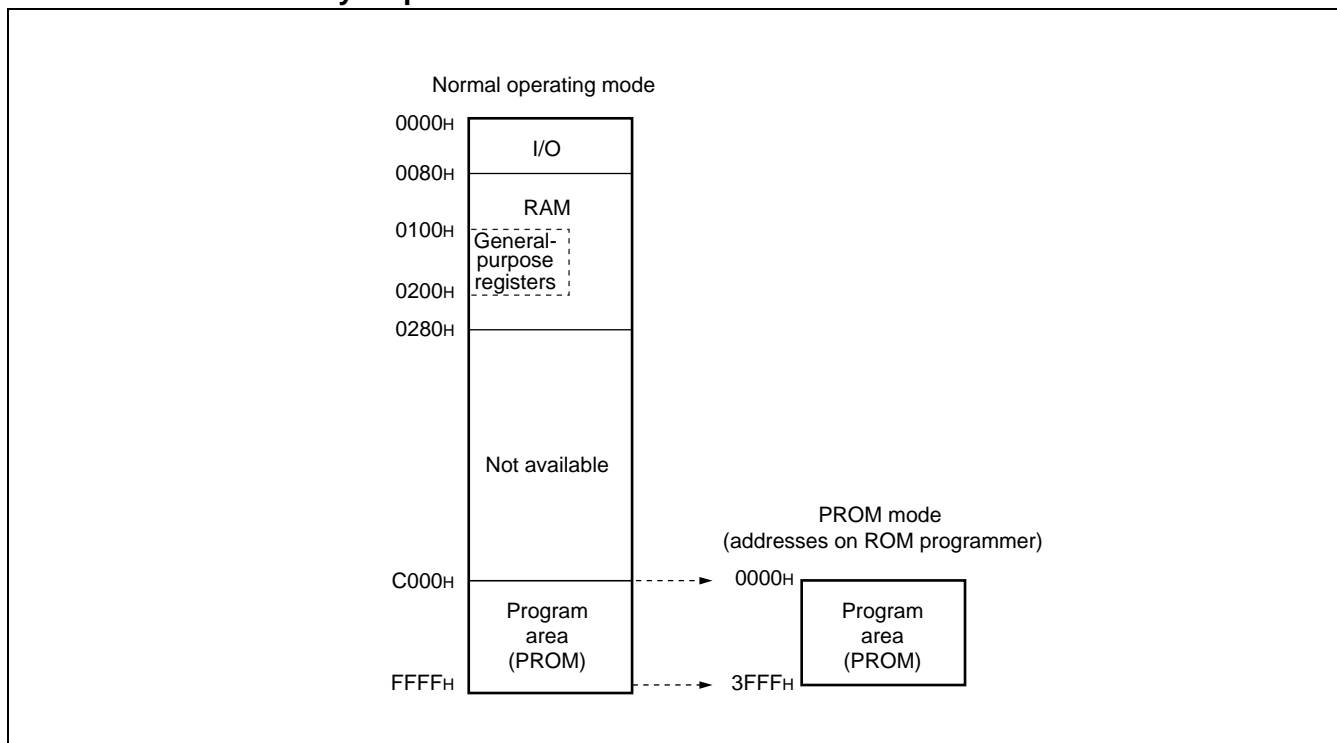 Normal operating mode
0000H
I/O
0080H
RAM
0100H
General-
purpose
registers
0200H
0280H
Not available
PROM mode
(addresses on ROM programmer)
C000H
0000H
Program
area
(PROM)
Program
area
(PROM)
FFFFH
3FFFH